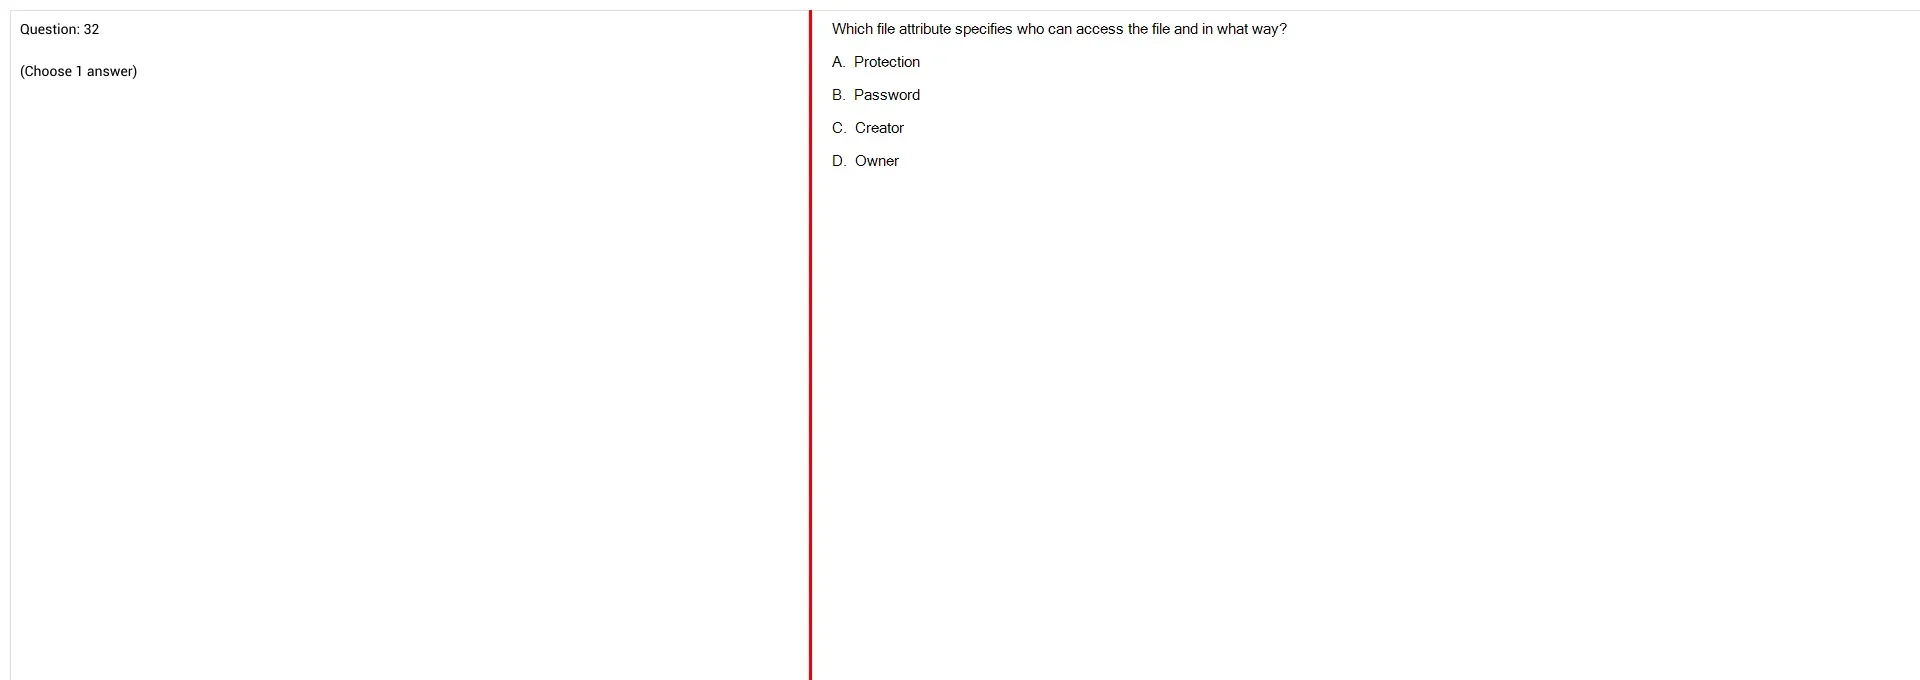 Question: 32
(Choose 1 answer)
Which file attribute specifies who can access the file and in what way?
A. Protection
B. Password
C. Creator
D. Owner